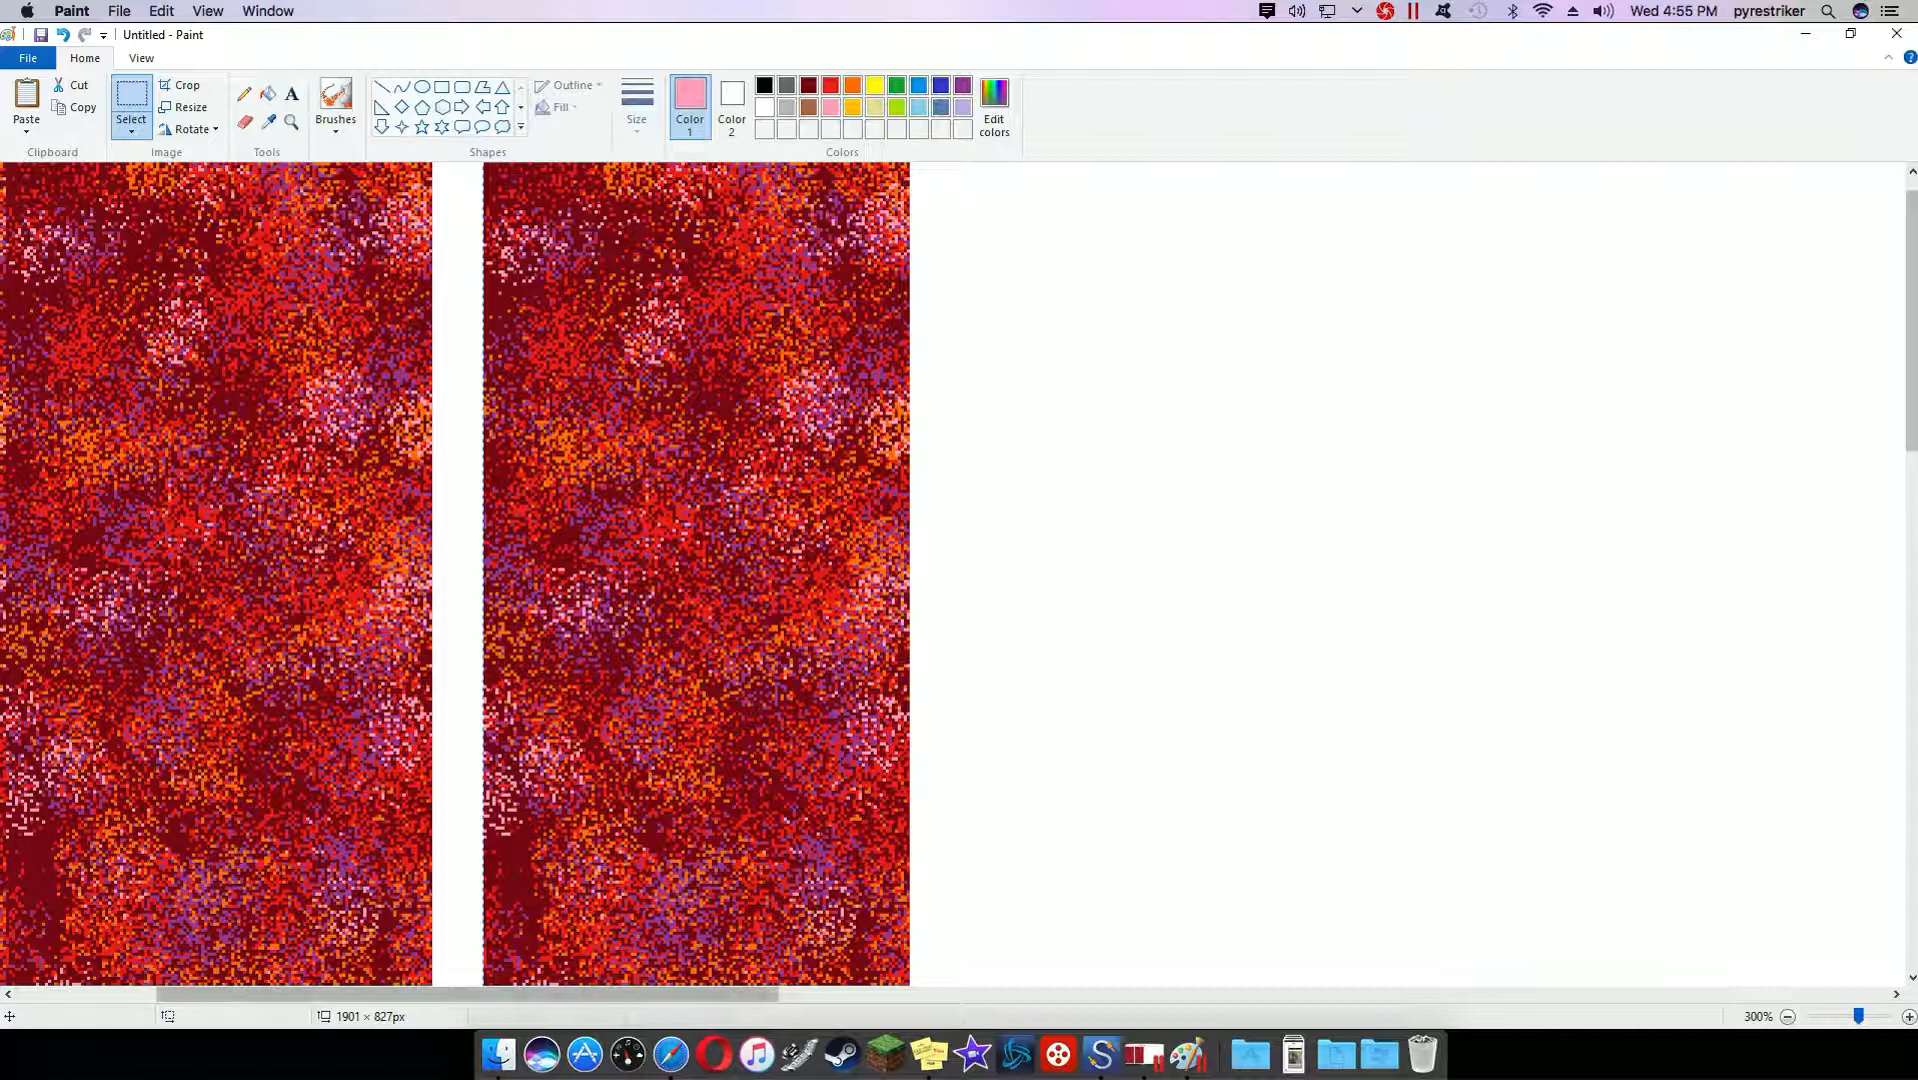 Paint File Edit View Window Wed 4:55 PM pyrestriker
Untitled - Paint
File Home View
Paste Cut Copy Select Crop Resize Rotate A Brushes Outline Fill Size Color 1 Color 2 Edit colors
Clipboard Image Tools Shapes Colors
1901 × 827px 300%